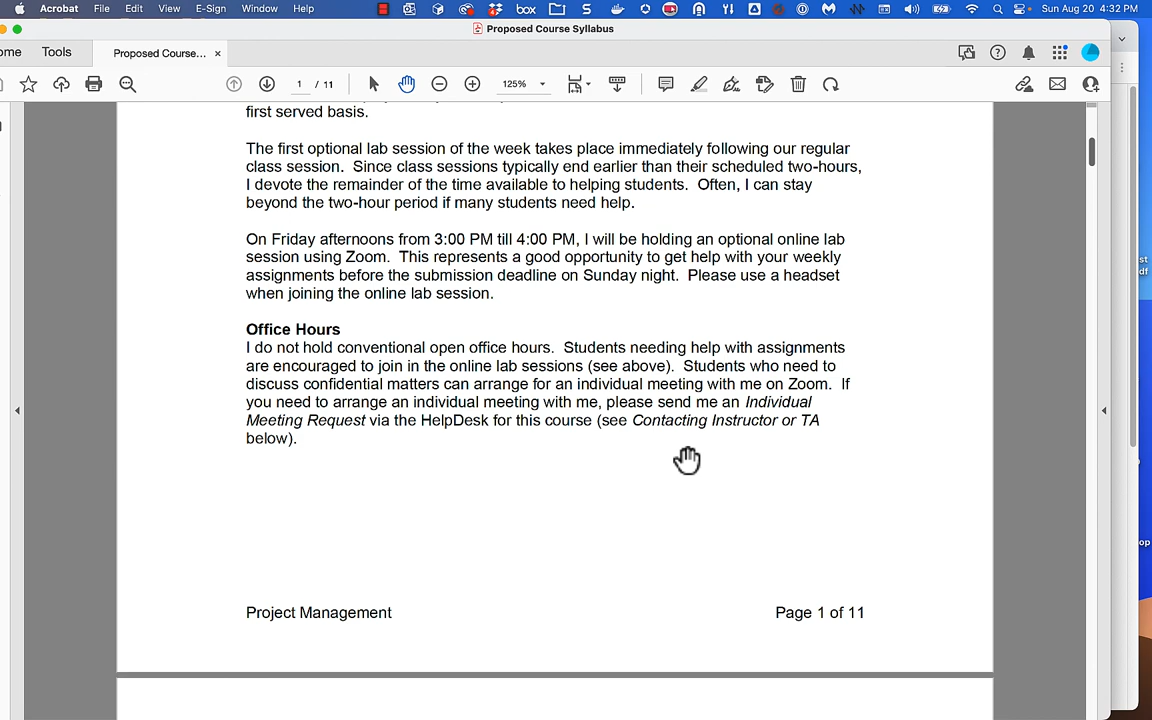 Acrobat File Edit View E-Sign Window Help box S Sun Aug 20 4:32 PM
Proposed Course Syllabus
ome Tools Proposed Course... ×
1 / 11 125%
first served basis.
The first optional lab session of the week takes place immediately following our regular
class session. Since class sessions typically end earlier than their scheduled two-hours,
I devote the remainder of the time available to helping students. Often, I can stay
beyond the two-hour period if many students need help.
On Friday afternoons from 3:00 PM till 4:00 PM, I will be holding an optional online lab
session using Zoom. This represents a good opportunity to get help with your weekly
assignments before the submission deadline on Sunday night. Please use a headset
when joining the online lab session.
Office Hours
I do not hold conventional open office hours. Students needing help with assignments
are encouraged to join in the online lab sessions (see above). Students who need to
discuss confidential matters can arrange for an individual meeting with me on Zoom. If
you need to arrange an individual meeting with me, please send me an Individual
Meeting Request via the HelpDesk for this course (see Contacting Instructor or TA
below).
Project Management Page 1 of 11
st
df
op